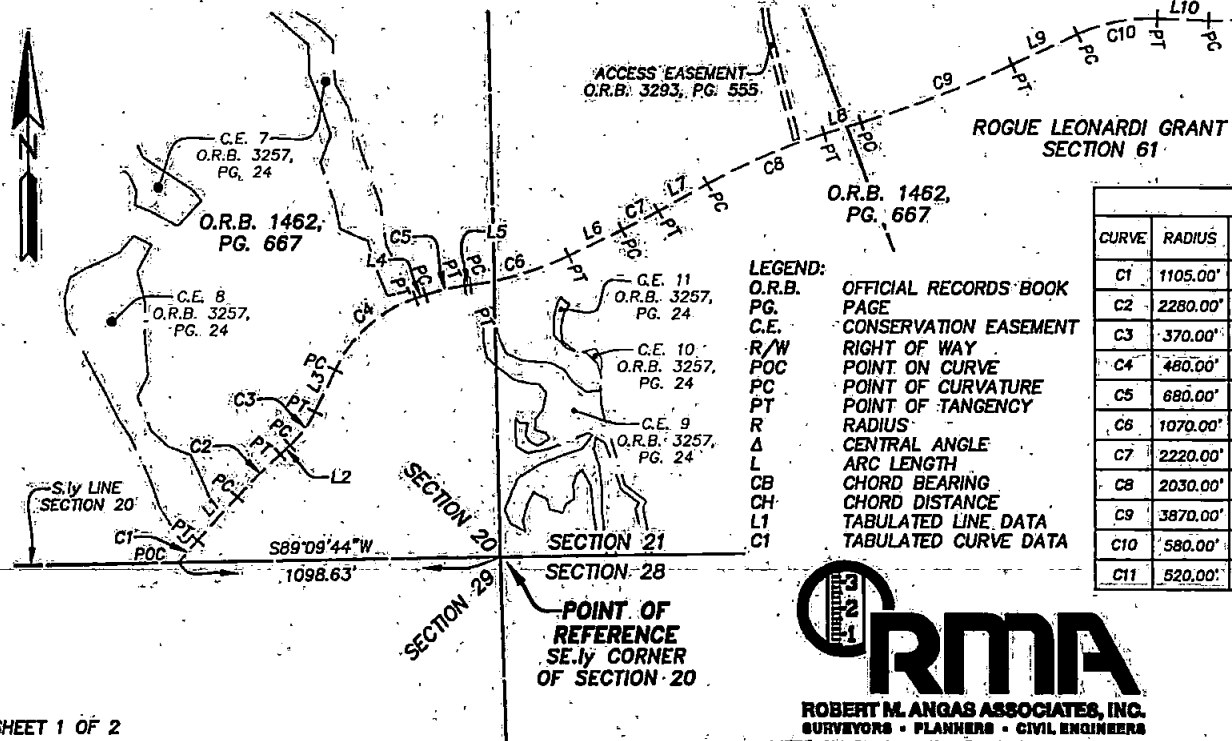 L10
PT
C10
PC
L9
PC
PT
C9
ACCESS EASEMENT
O.R.B. 3293, PG. 555
L8
PC
PT
C8
ROGUE LEONARDI GRANT
SECTION 61
O.R.B. 1462,
PG. 667
N
C.E. 7
O.R.B. 3257,
PG. 24
O.R.B. 1462,
PG. 667
L7
PC
C7
PT
L6
PC
PT
C6
L5
C5
PC
PT
L4
PC
PT
PT
C4
C.E. 8
O.R.B. 3257,
PG. 24
C.E. 11
O.R.B. 3257,
PG. 24
C.E. 10
O.R.B. 3257,
PG. 24
C.E. 9
O.R.B. 3257,
PG. 24
PC
L3
C3
PT
PC
C2
PT
L2
PC
L1
PT
C1
POC
S.ly LINE
SECTION 20
S89°09'44"W
1098.63'
SECTION 20
SECTION 21
SECTION 28
SECTION 29
POINT OF
REFERENCE
SE.ly CORNER
OF SECTION 20
LEGEND:
O.R.B. OFFICIAL RECORDS BOOK
PG. PAGE
C.E. CONSERVATION EASEMENT
R/W RIGHT OF WAY
POC POINT ON CURVE
PC POINT OF CURVATURE
PT POINT OF TANGENCY
R RADIUS
Δ CENTRAL ANGLE
L ARC LENGTH
CB CHORD BEARING
CH CHORD DISTANCE
L1 TABULATED LINE DATA
C1 TABULATED CURVE DATA
CURVE RADIUS
C1 1105.00'
C2 2280.00'
C3 370.00'
C4 480.00'
C5 680.00'
C6 1070.00'
C7 2220.00'
C8 2030.00'
C9 3870.00'
C10 580.00'
C11 520.00'
3
2
1
RMA
ROBERT M. ANGAS ASSOCIATES, INC.
SURVEYORS • PLANNERS • CIVIL ENGINEERS
SHEET 1 OF 2